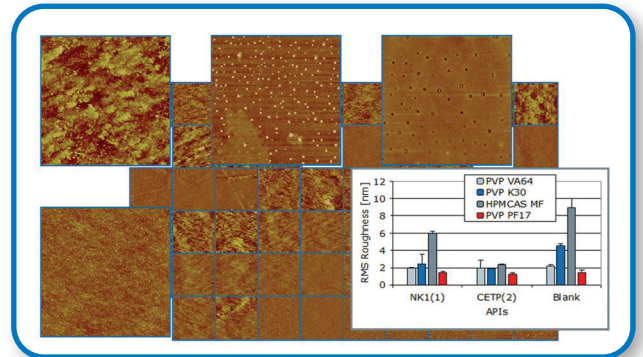 12
10
8
6
4
2
0
RMS Roughness [nm]
PVP VA64
PVP K30
HPMCAS MF
PVP PF17
NK1(1)
CETP(2)
Blank
APIs